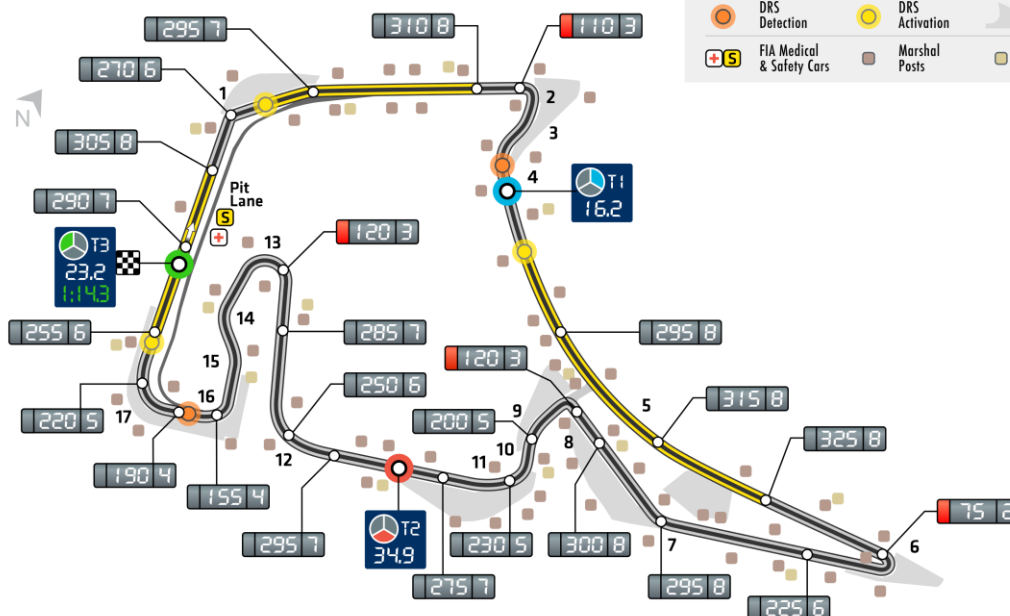 DRS
Detection
DRS
Activation
FIA Medical
& Safety Cars
Marshal
Posts
S
N
295 7
310 8
110 3
270 6
1
2
3
305 8
4
T1
16.2
290 7
Pit
Lane
S
T3
23.2
1:14.3
13
120 3
255 6
14
285 7
295 8
15
120 3
250 6
16
17
220 5
200 5
9
10
5
315 8
8
12
11
325 8
190 4
155 4
T2
34.9
295 7
230 5
300 8
7
75 2
6
275 7
295 8
225 6